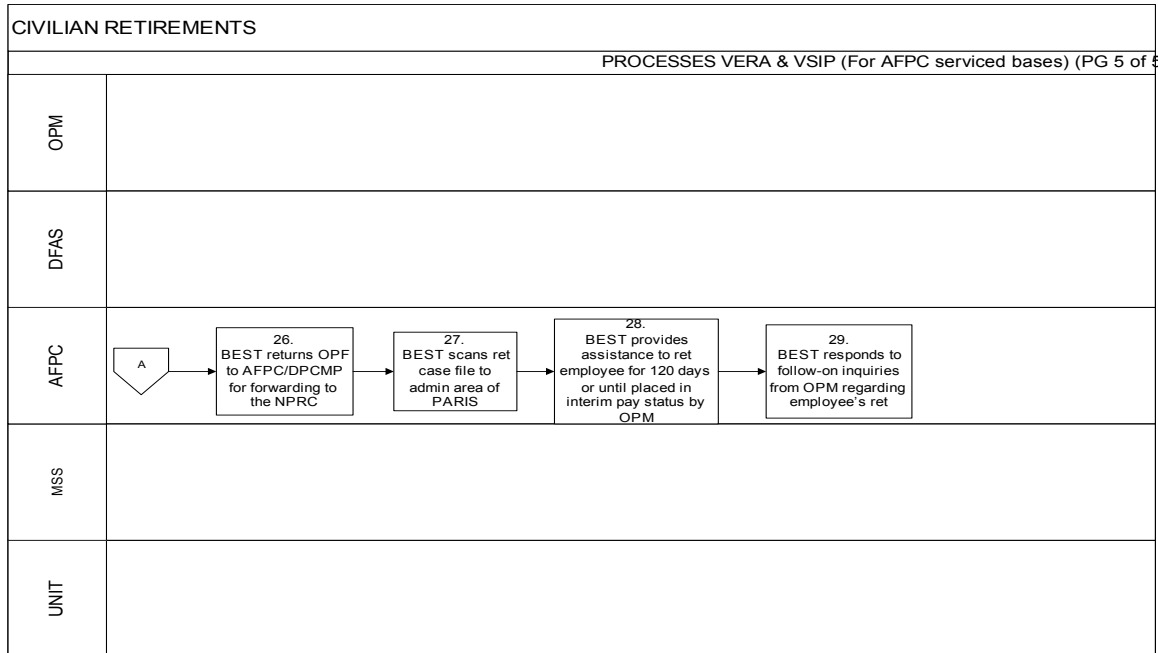 CIVILIAN RETIREMENTS
PROCESSES VERA & VSIP (For AFPC serviced bases) (PG 5 of 5
OPM
DFAS
AFPC
A
26.
BEST returns OPF
to AFPC/DPCMP
for forwarding to
the NPRC
27.
BEST scans ret
case file to
admin area of
PARIS
28.
BEST provides
assistance to ret
employee for 120 days
or until placed in
interim pay status by
OPM
29.
BEST responds to
follow-on inquiries
from OPM regarding
employee’s ret
MSS
UNIT